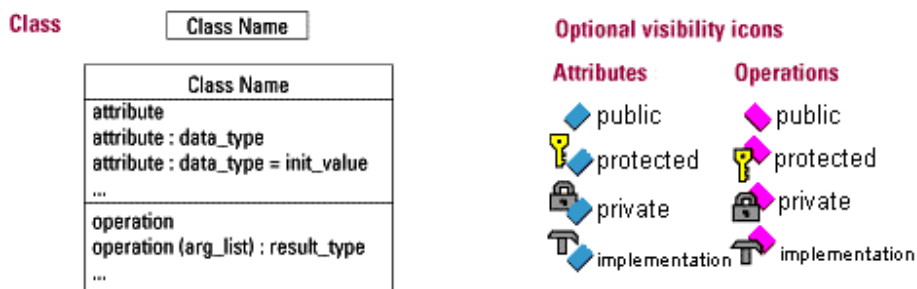 Class
Class Name
Class Name
attribute
attribute : data_type
attribute : data_type = init_value
...
operation
operation (arg_list) : result_type
...
Optional visibility icons
Attributes
Operations
public
public
protected
protected
private
private
implementation
implementation